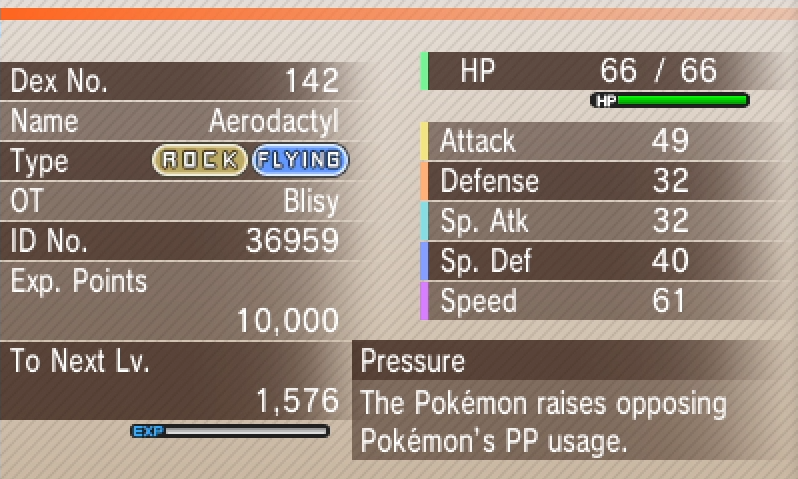 Dex No. 142
Name Aerodactyl
Type ROCK FLYING
OT Blisy
ID No. 36959
Exp. Points
10,000
To Next Lv.
1,576
EXP
HP 66 / 66
HP
Attack 49
Defense 32
Sp. Atk 32
Sp. Def 40
Speed 61
Pressure
The Pokémon raises opposing
Pokémon's PP usage.